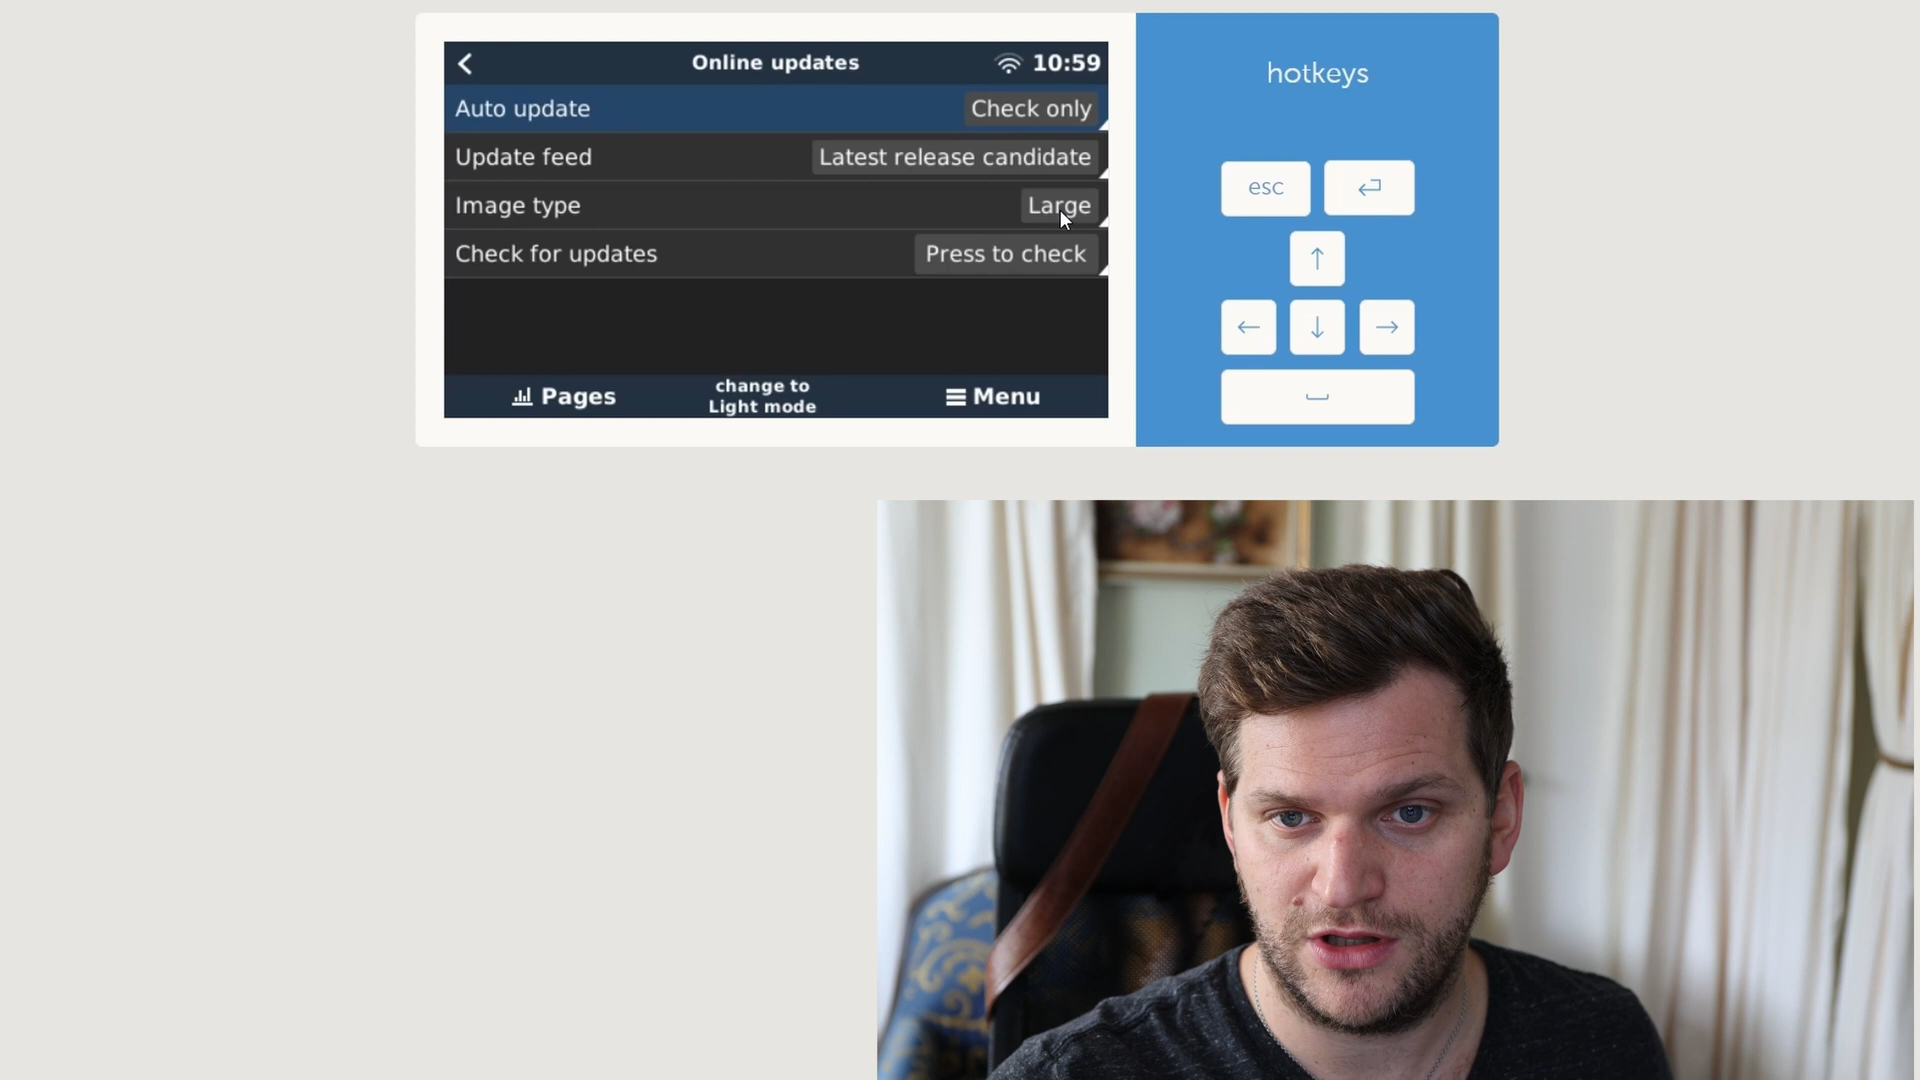 Online updates
10:59
Auto update
Check only
Update feed
Latest release candidate
Image type
Large
Check for updates
Press to check
Pages
change to
Light mode
Menu
hotkeys
esc